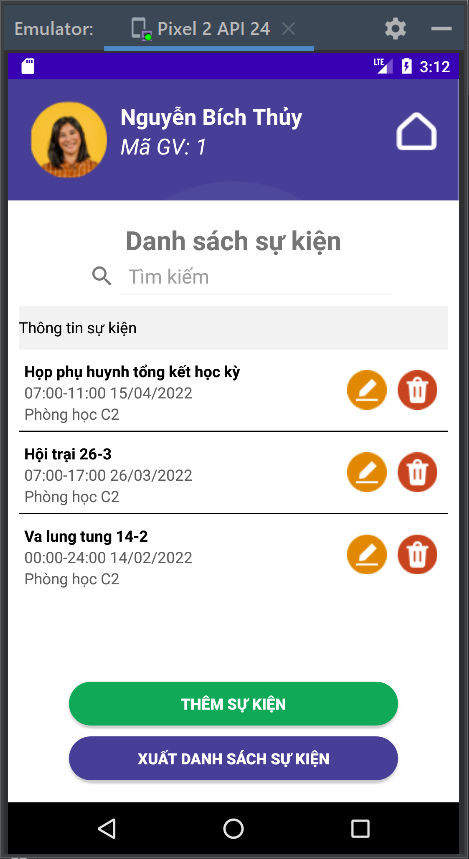 Emulator: Pixel 2 API 24
LTE 3:12
Nguyễn Bích Thủy
Mã GV: 1
Danh sách sự kiện
Tìm kiếm
Thông tin sự kiện
Họp phụ huynh tổng kết học kỳ
07:00-11:00 15/04/2022
Phòng học C2
Hội trại 26-3
07:00-17:00 26/03/2022
Phòng học C2
Va lung tung 14-2
00:00-24:00 14/02/2022
Phòng học C2
THÊM SỰ KIỆN
XUẤT DANH SÁCH SỰ KIỆN